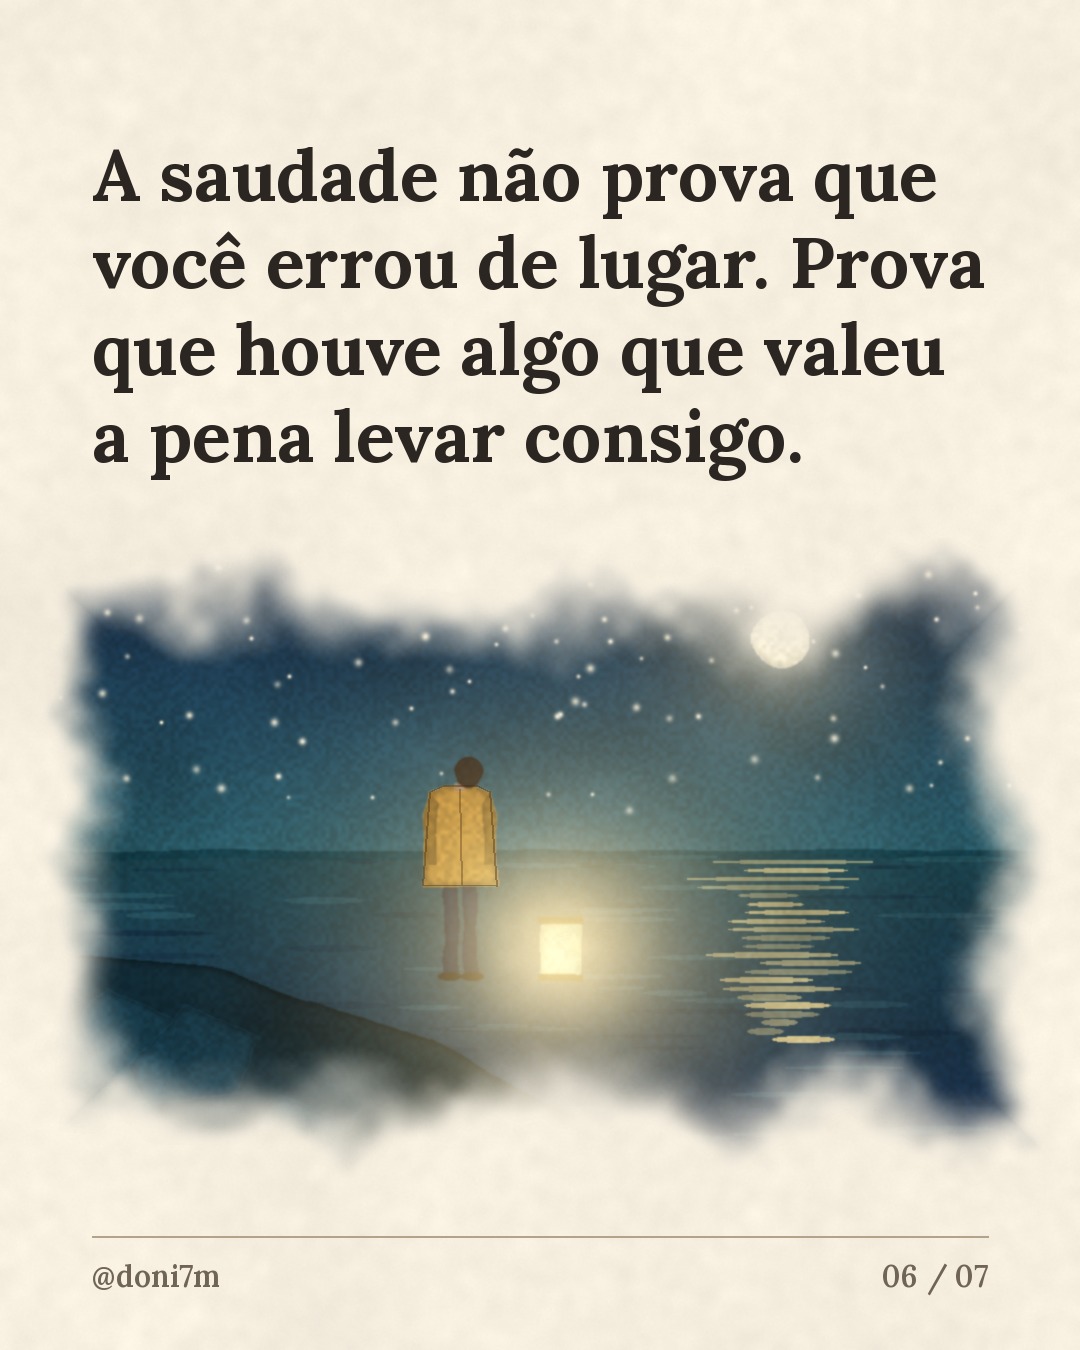 A saudade não prova que
você errou de lugar. Prova
que houve algo que valeu
a pena levar consigo.
@doni7m
06 / 07